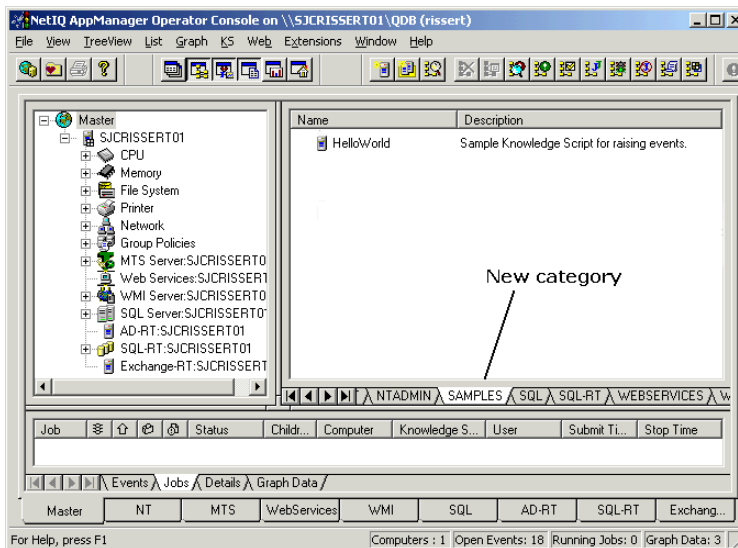 NetIQ AppManager Operator Console on \\SJCRISSERT01\QDB (rissert)
File View TreeView List Graph KS Web Extensions Window Help
Master
SJCRISSERT01
CPU
Memory
File System
Printer
Network
Group Policies
MTS Server:SJCRISSERT0
Web Services:SJCRISSERT
WMI Server:SJCRISSERT0
SQL Server:SJCRISSERT0
AD-RT:SJCRISSERT01
SQL-RT:SJCRISSERT01
Exchange-RT:SJCRISSERT
Name Description
HelloWorld Sample Knowledge Script for raising events.
New category
NTADMIN SAMPLES SQL SQL-RT WEBSERVICES W
Job Status Childr... Computer Knowledge S... User Submit Ti... Stop Time
Events Jobs Details Graph Data
Master NT MTS WebServices WMI SQL AD-RT SQL-RT Exchang...
For Help, press F1 Computers : 1 Open Events: 18 Running Jobs: 0 Graph Data: 3